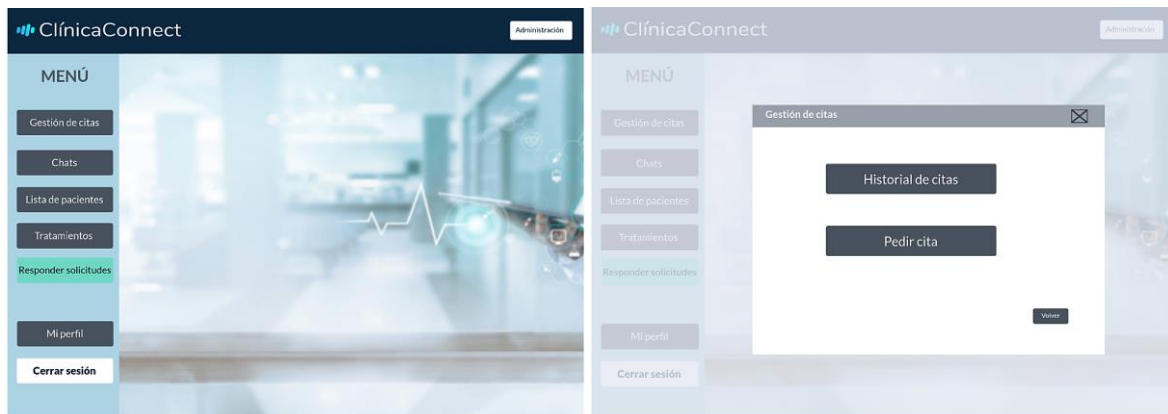 ClínicaConnect
Administración
MENÚ
Gestión de citas
Chats
Lista de pacientes
Tratamientos
Responder solicitudes
Mi perfil
Cerrar sesión
ClínicaConnect
Administración
MENÚ
Gestión de citas
Chats
Lista de pacientes
Tratamientos
Responder solicitudes
Mi perfil
Cerrar sesión
Gestión de citas
Historial de citas
Pedir cita
Volver